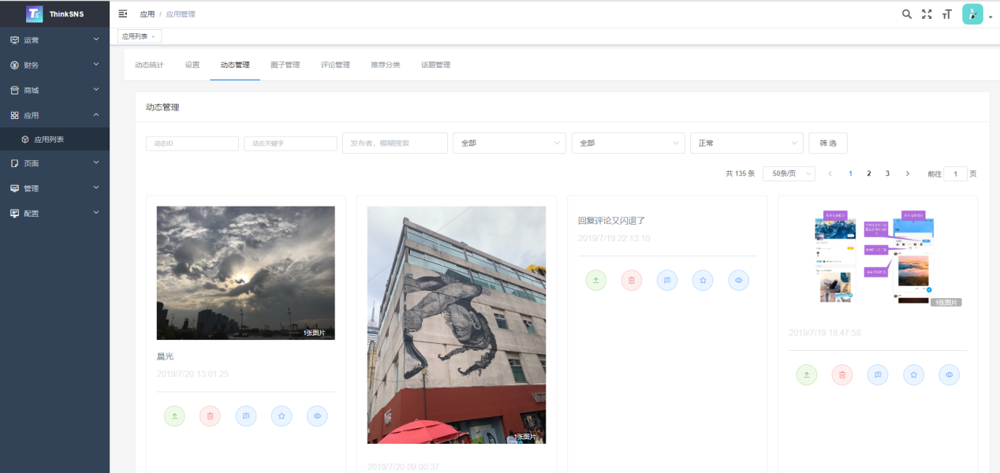 ThinkSNS
应用 / 应用管理
应用列表
运营
财务
商城
应用
应用列表
页面
管理
配置
动态统计 设置 动态管理 圈子管理 评论管理 推荐分类 话题管理
动态管理
动态ID 动态关键字 发布者，模糊搜索 全部 全部 正常 筛 选
共 135 条 50条/页 1 2 3 前往 1 页
1张图片
晨光
2019/7/20 13:01:25
1张图片
2019/7/20 09:00:37
回复评论又闪退了
2019/7/19 22:13:10
1张图片
2019/7/19 18:47:58